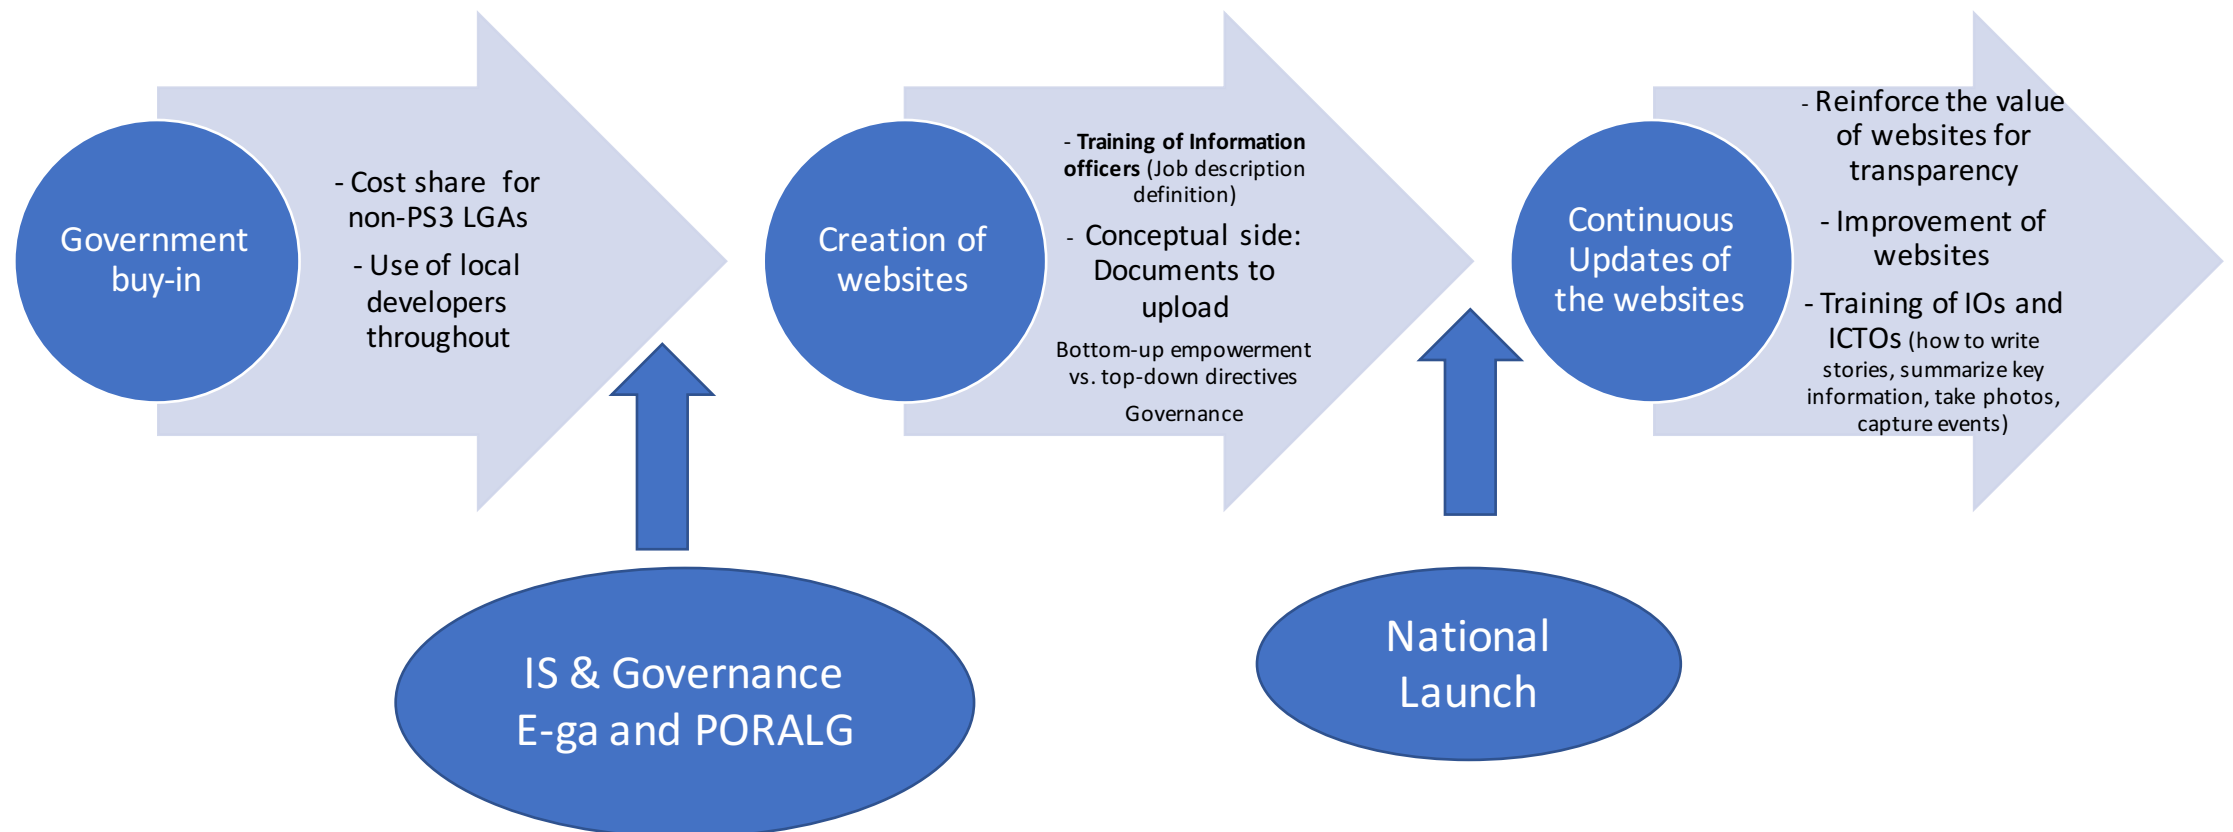 Government
buy-in
- Cost share for
non-PS3 LGAs
- Use of local
developers
throughout
Creation of
websites
- Training of Information
officers (Job description
definition)
- Conceptual side:
Documents to
upload
Bottom-up empowerment
vs. top-down directives
Governance
Continuous
Updates of
the websites
- Reinforce the value
of websites for
transparency
- Improvement of
websites
- Training of IOs and
ICTOs (how to write
stories, summarize key
information, take photos,
capture events)
IS & Governance
E-ga and PORALG
National
Launch